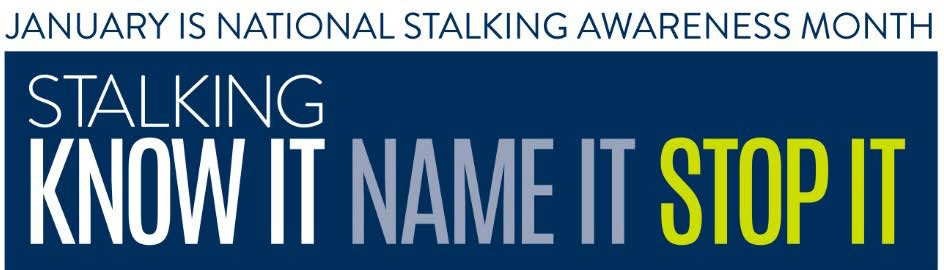 JANUARY IS NATIONAL STALKING AWARENESS MONTH
STALKING
KNOW IT NAME IT STOP IT